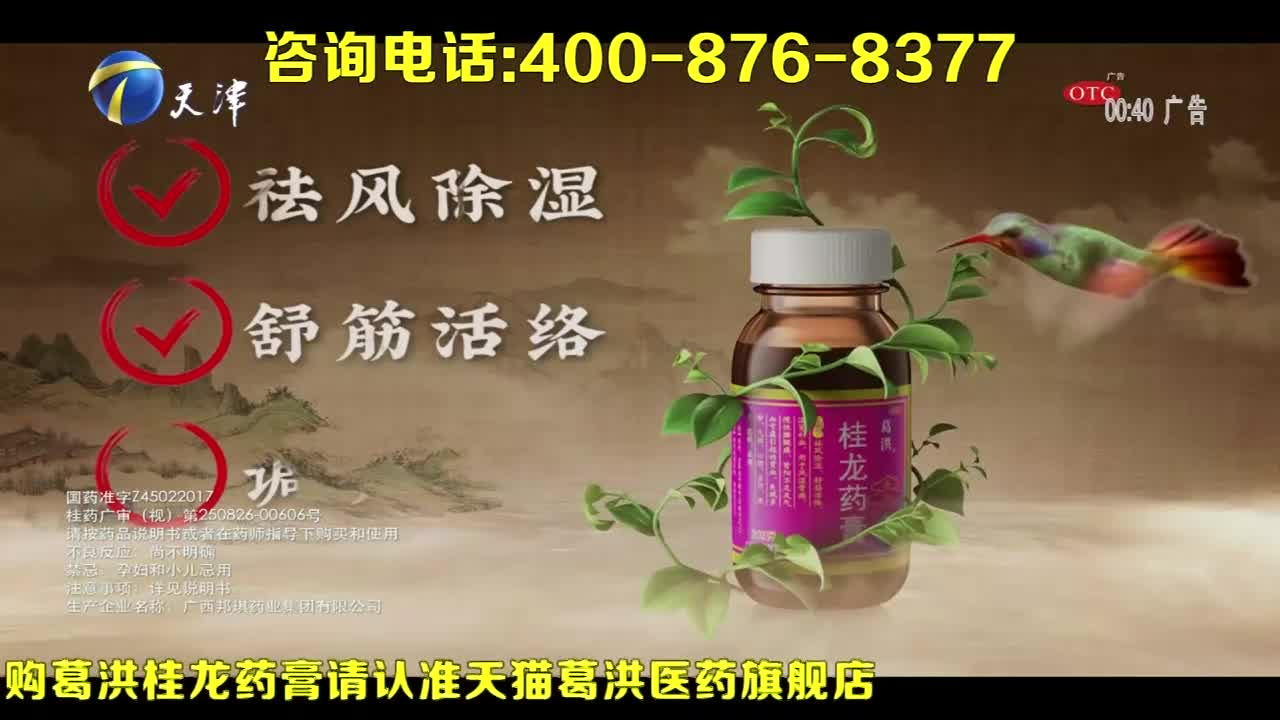 咨询电话:400-876-8377
天津
广告
OTC
00:40 广告
祛风除湿
舒筋活络
国药准字Z45022017
桂药广审（视）第250826-00606号
请按药品说明书或者在药师指导下购买和使用
不良反应：尚不明确
禁忌：孕妇和小儿忌用
注意事项：详见说明书
生产企业名称：广西邦琪药业集团有限公司
葛洪
桂龙药膏
购葛洪桂龙药膏请认准天猫葛洪医药旗舰店